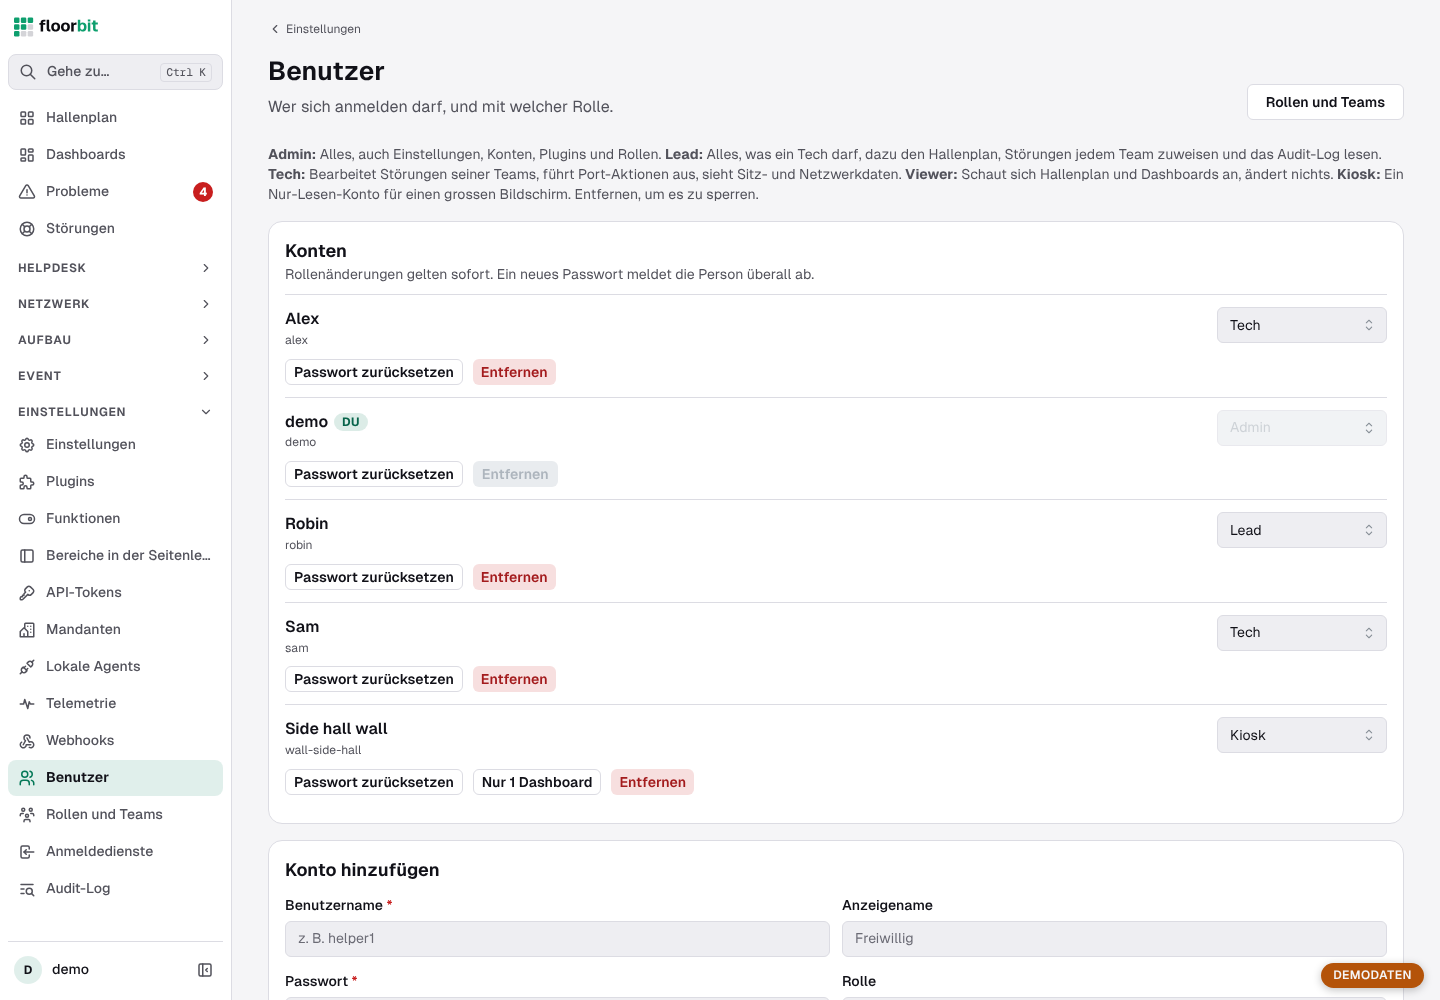 floorbit
Gehe zu...
Ctrl K
Hallenplan
Dashboards
Probleme
4
Störungen
HELPDESK
NETZWERK
AUFBAU
EVENT
EINSTELLUNGEN
Einstellungen
Plugins
Funktionen
Bereiche in der Seitenle...
API-Tokens
Mandanten
Lokale Agents
Telemetrie
Webhooks
Benutzer
Rollen und Teams
Anmeldedienste
Audit-Log
D
demo
Einstellungen
Benutzer
Wer sich anmelden darf, und mit welcher Rolle.
Rollen und Teams
Admin: Alles, auch Einstellungen, Konten, Plugins und Rollen. Lead: Alles, was ein Tech darf, dazu den Hallenplan, Störungen jedem Team zuweisen und das Audit-Log lesen.
Tech: Bearbeitet Störungen seiner Teams, führt Port-Aktionen aus, sieht Sitz- und Netzwerkdaten. Viewer: Schaut sich Hallenplan und Dashboards an, ändert nichts. Kiosk: Ein
Nur-Lesen-Konto für einen grossen Bildschirm. Entfernen, um es zu sperren.
Konten
Rollenänderungen gelten sofort. Ein neues Passwort meldet die Person überall ab.
Alex
alex
Tech
Passwort zurücksetzen
Entfernen
demo
DU
demo
Admin
Passwort zurücksetzen
Entfernen
Robin
robin
Lead
Passwort zurücksetzen
Entfernen
Sam
sam
Tech
Passwort zurücksetzen
Entfernen
Side hall wall
wall-side-hall
Kiosk
Passwort zurücksetzen
Nur 1 Dashboard
Entfernen
Konto hinzufügen
Benutzername *
Anzeigename
z. B. helper1
Freiwillig
Passwort *
Rolle
DEMODATEN